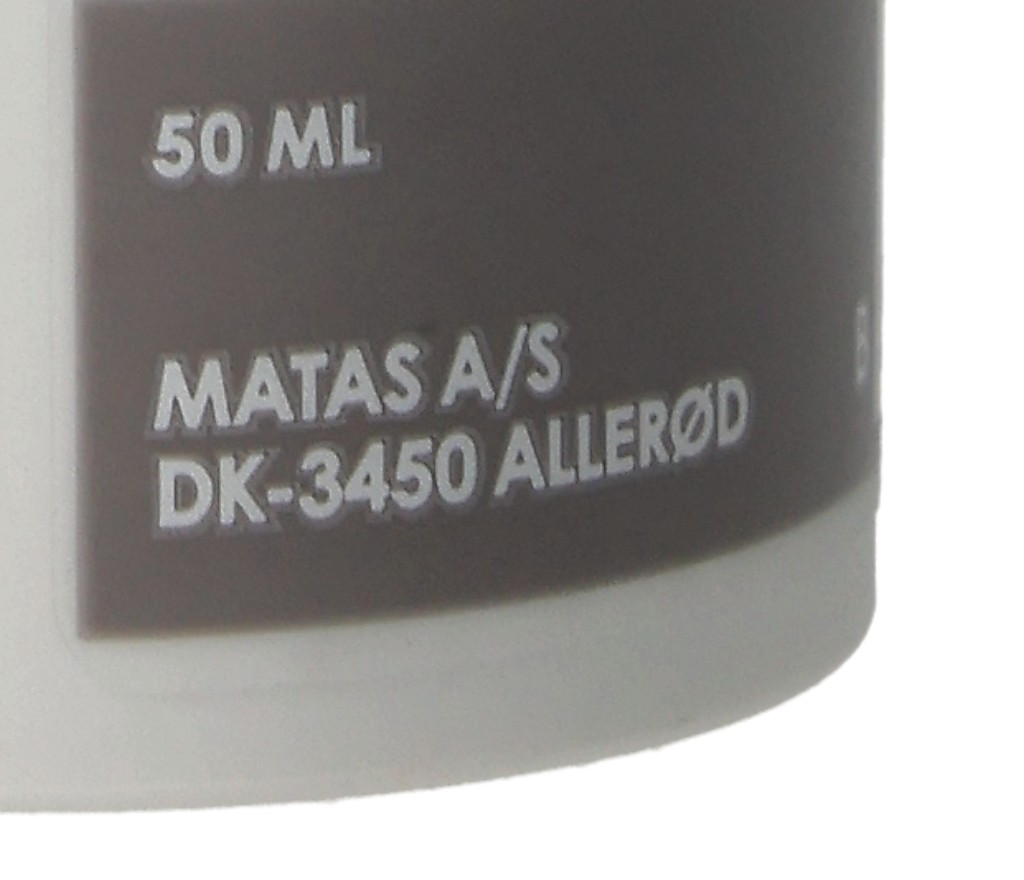 50 ML
MATAS A/S
DK-3450 ALLERØD